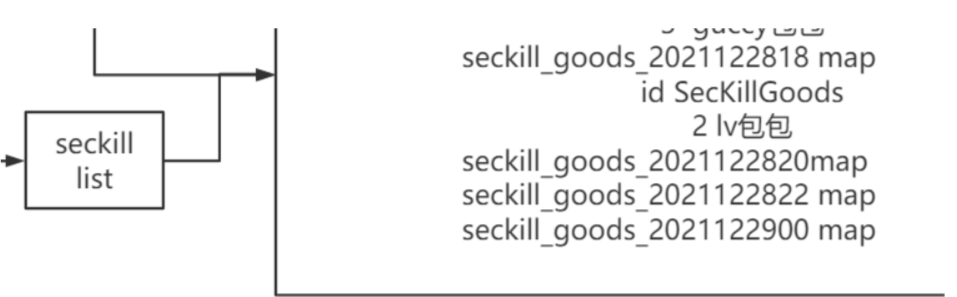 seckill_goods_2021122818 map
id SecKillGoods
2 lv包包
seckill
list
seckill_goods_2021122820map
seckill_goods_2021122822 map
seckill_goods_2021122900 map